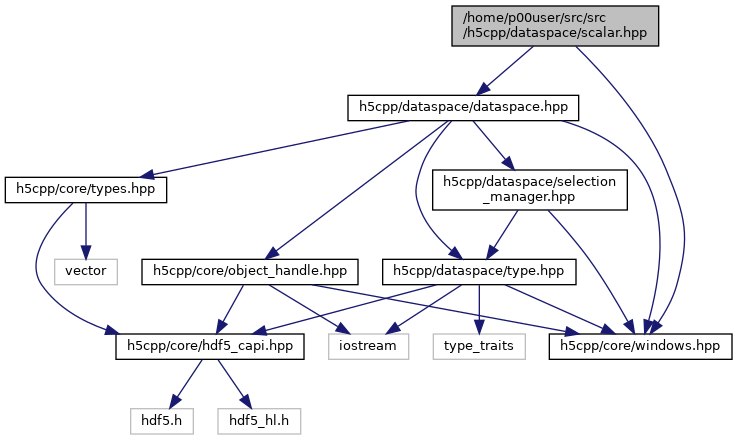 /home/p00user/src/src
/h5cpp/dataspace/scalar.hpp
h5cpp/dataspace/dataspace.hpp
h5cpp/core/types.hpp
h5cpp/dataspace/selection
_manager.hpp
vector
h5cpp/core/object_handle.hpp
h5cpp/dataspace/type.hpp
h5cpp/core/hdf5_capi.hpp
iostream
type_traits
h5cpp/core/windows.hpp
hdf5.h
hdf5_hl.h